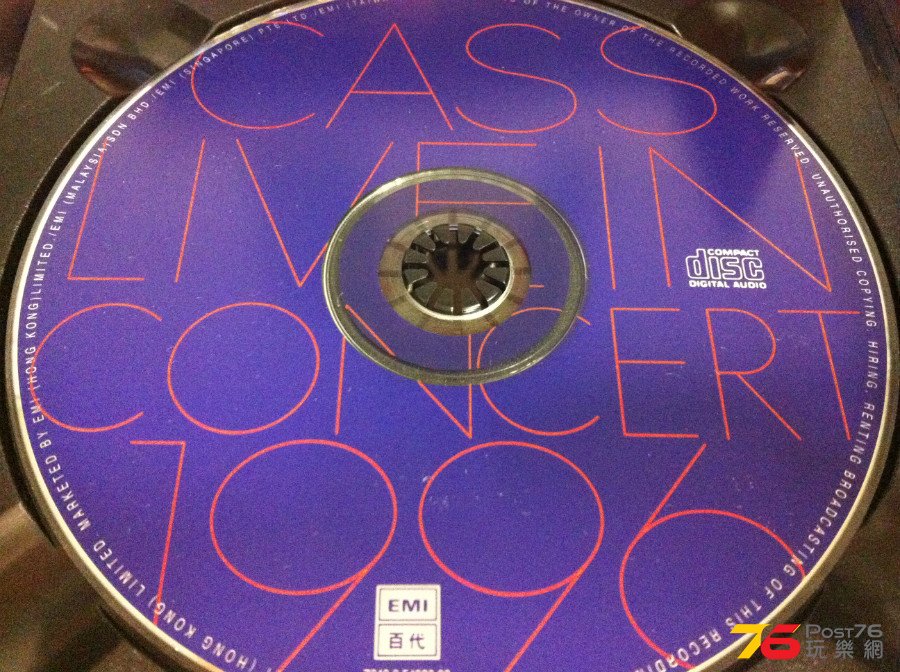 CASS
LIVE IN
CONCERT
1996
COMPACT
disc
DIGITAL AUDIO
(HONG KONG) LIMITED MARKETED BY EMI (HONG KONG) LIMITED /EMI (MALAYSIA) SDN BHD /EMI (SINGAPORE) PTE LTD /EMI
OF THE OWNER OF THE RECORDED WORK RESERVED. UNAUTHORISED COPYING, HIRING, RENTING BROADCASTING OF THIS RECORDING
EMI
百代
76 Post76
玩樂網